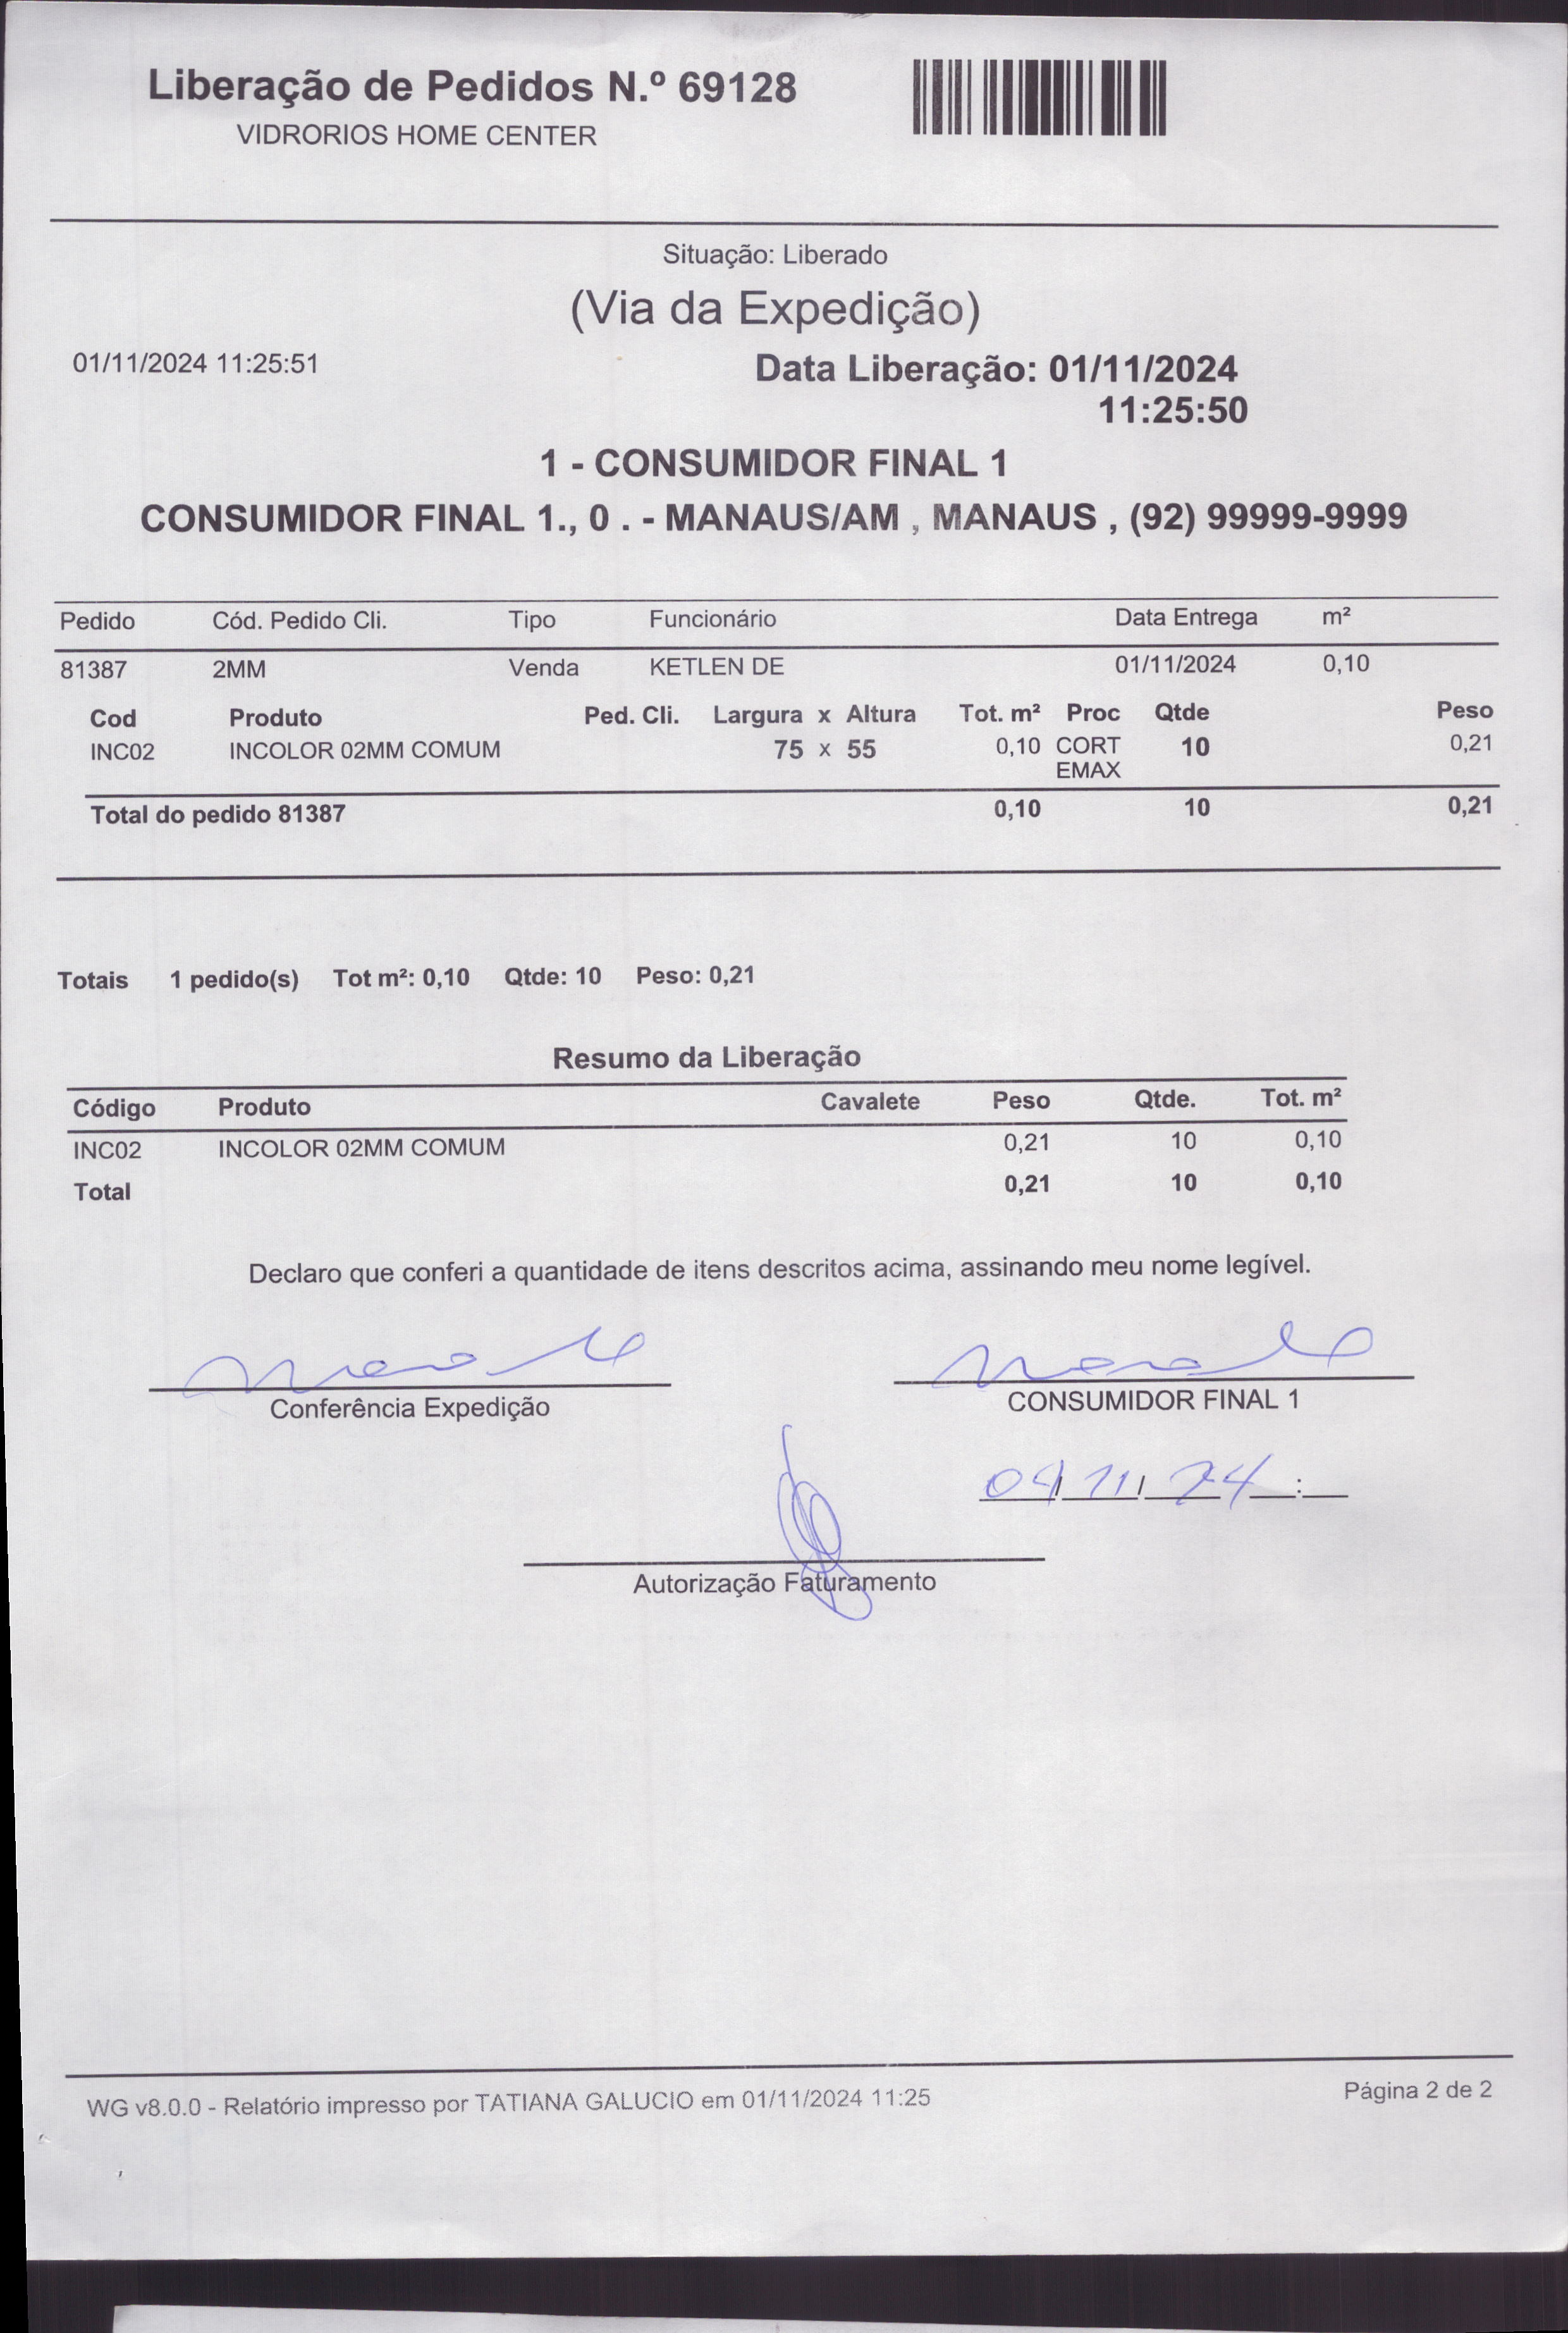 Liberação de Pedidos N.º 69128
VIDRORIOS HOME CENTER
Situação: Liberado
(Via da Expedição)
01/11/2024 11:25:51
Data Liberação: 01/11/2024
11:25:50
1 - CONSUMIDOR FINAL 1
CONSUMIDOR FINAL 1., 0 . - MANAUS/AM , MANAUS , (92) 99999-9999
Pedido Cód. Pedido Cli. Tipo Funcionário Data Entrega m²
81387 2MM Venda KETLEN DE 01/11/2024 0,10
Cod Produto Ped. Cli. Largura x Altura Tot. m² Proc Qtde Peso
INC02 INCOLOR 02MM COMUM 75 x 55 0,10 CORT 10 0,21
EMAX
Total do pedido 81387 0,10 10 0,21
Totais 1 pedido(s) Tot m²: 0,10 Qtde: 10 Peso: 0,21
Resumo da Liberação
Código Produto Cavalete Peso Qtde. Tot. m²
INC02 INCOLOR 02MM COMUM 0,21 10 0,10
Total 0,21 10 0,10
Declaro que conferi a quantidade de itens descritos acima, assinando meu nome legível.
Conferência Expedição
CONSUMIDOR FINAL 1
Autorização Faturamento
WG v8.0.0 - Relatório impresso por TATIANA GALUCIO em 01/11/2024 11:25
Página 2 de 2